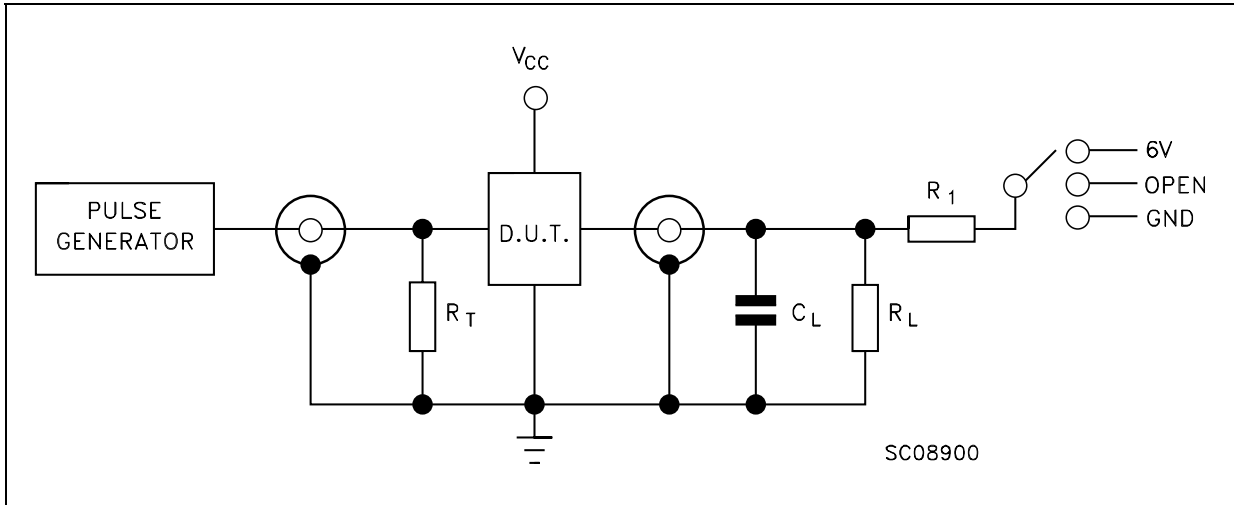 VCC
PULSE
GENERATOR
D.U.T.
RT
CL
RL
R1
6V
OPEN
GND
SC08900